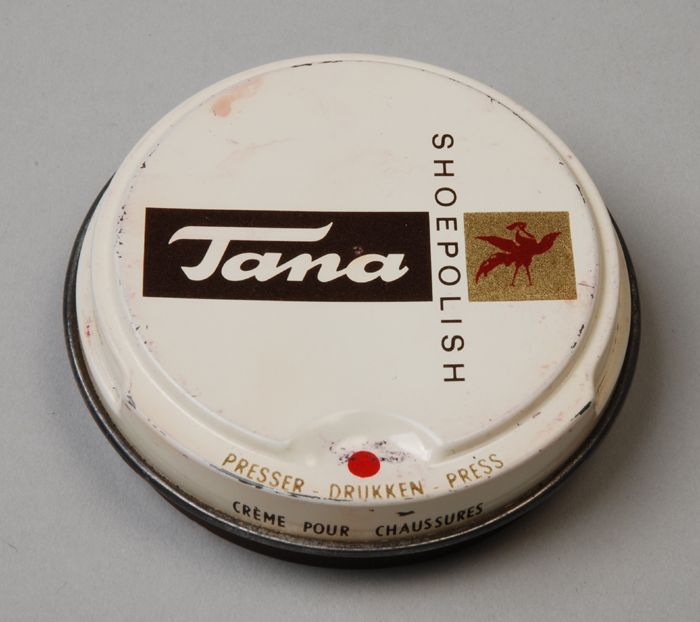 Tana
SHOEPOLISH
PRESSER - DRUKKEN - PRESS
CRÈME POUR CHAUSSURES